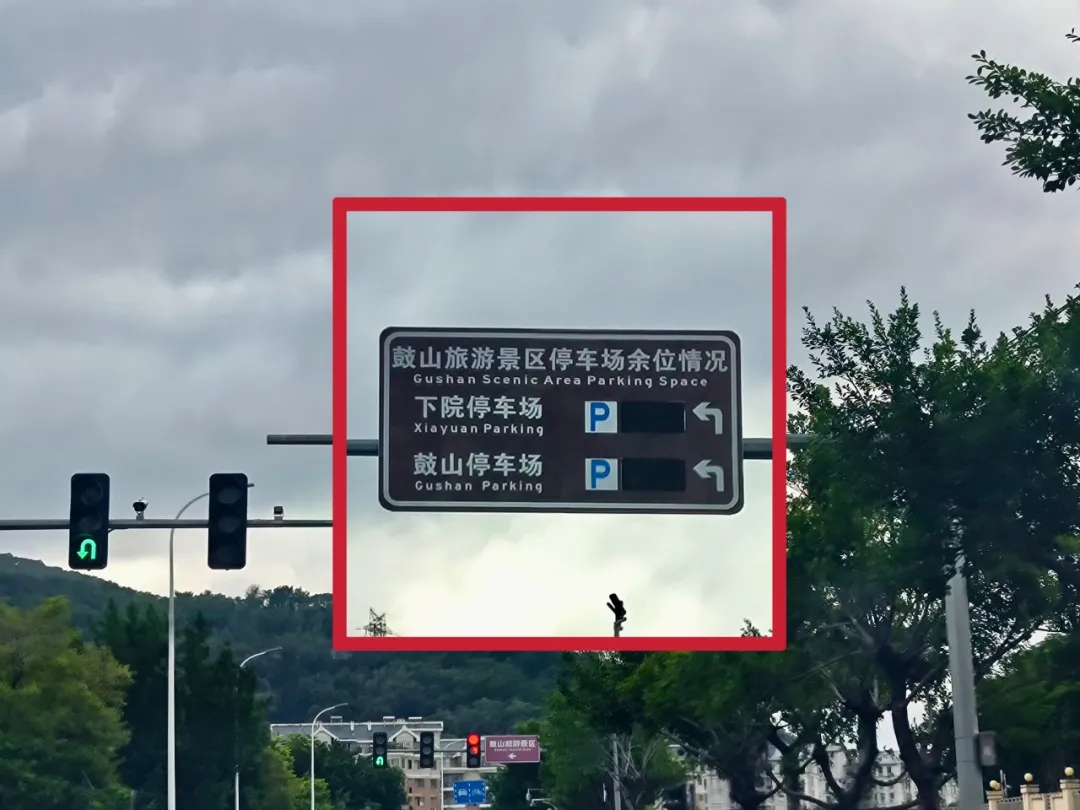 鼓山旅游景区停车场余位情况
Gushan Scenic Area Parking Space
下院停车场 P
Xiayuan Parking
鼓山停车场 P
Gushan Parking
鼓山旅游景区